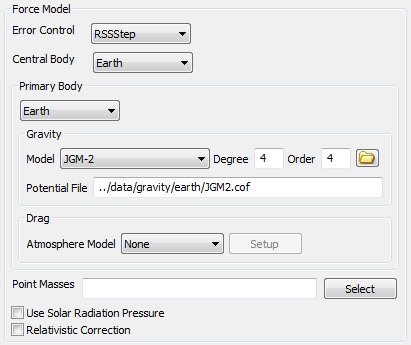 Force Model
Error Control RSSStep
Central Body Earth
Primary Body
Earth
Gravity
Model JGM-2 Degree 4 Order 4
Potential File ../data/gravity/earth/JGM2.cof
Drag
Atmosphere Model None Setup
Point Masses Select
Use Solar Radiation Pressure
Relativistic Correction